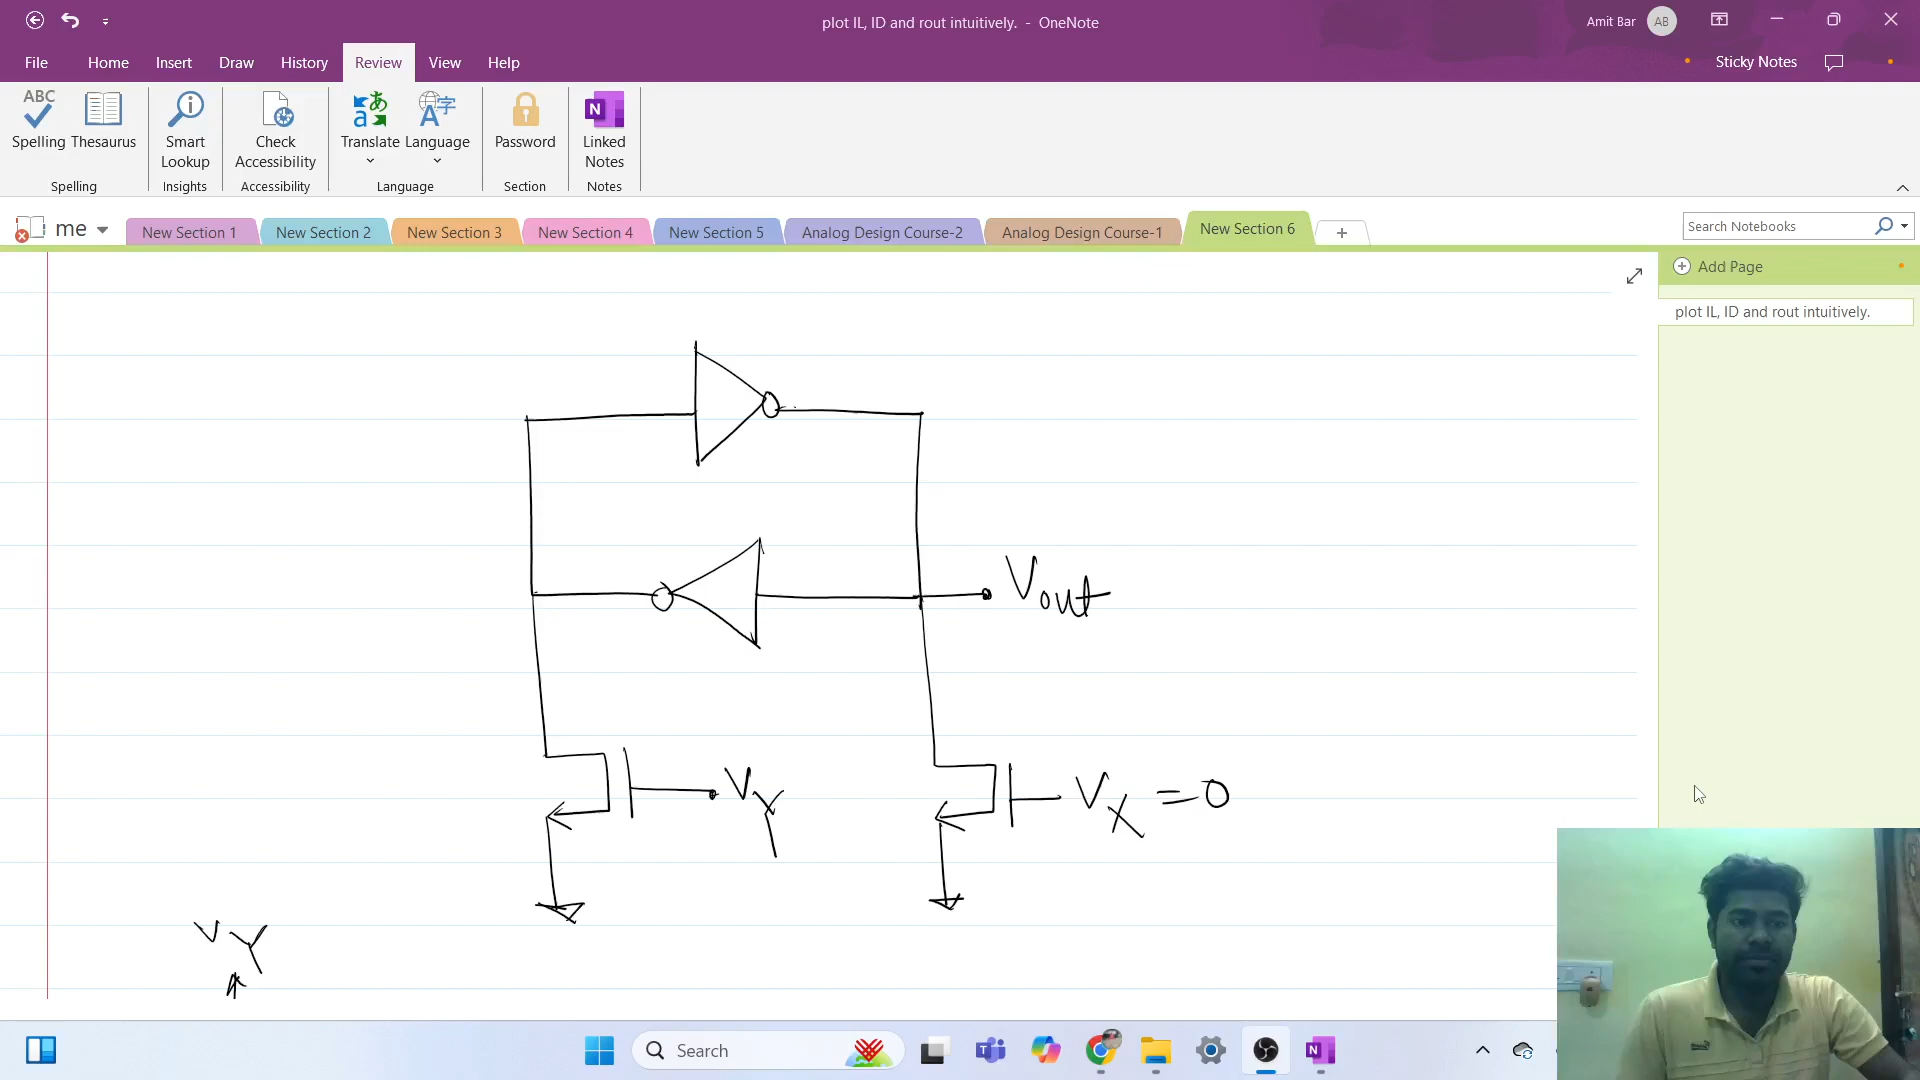 plot IL, ID and rout intuitively. - OneNote
Amit Bar AB
File Home Insert Draw History Review View Help
Sticky Notes
ABC
Spelling
Thesaurus
Smart Lookup
Check Accessibility
Translate
Language
Password
Linked Notes
Spelling Insights Accessibility Language Section Notes
me New Section 1 New Section 2 New Section 3 New Section 4 New Section 5 Analog Design Course-2 Analog Design Course-1 New Section 6 +
Search Notebooks
Add Page
plot IL, ID and rout intuitively.
Vout
VY
VX = 0
VY
Search